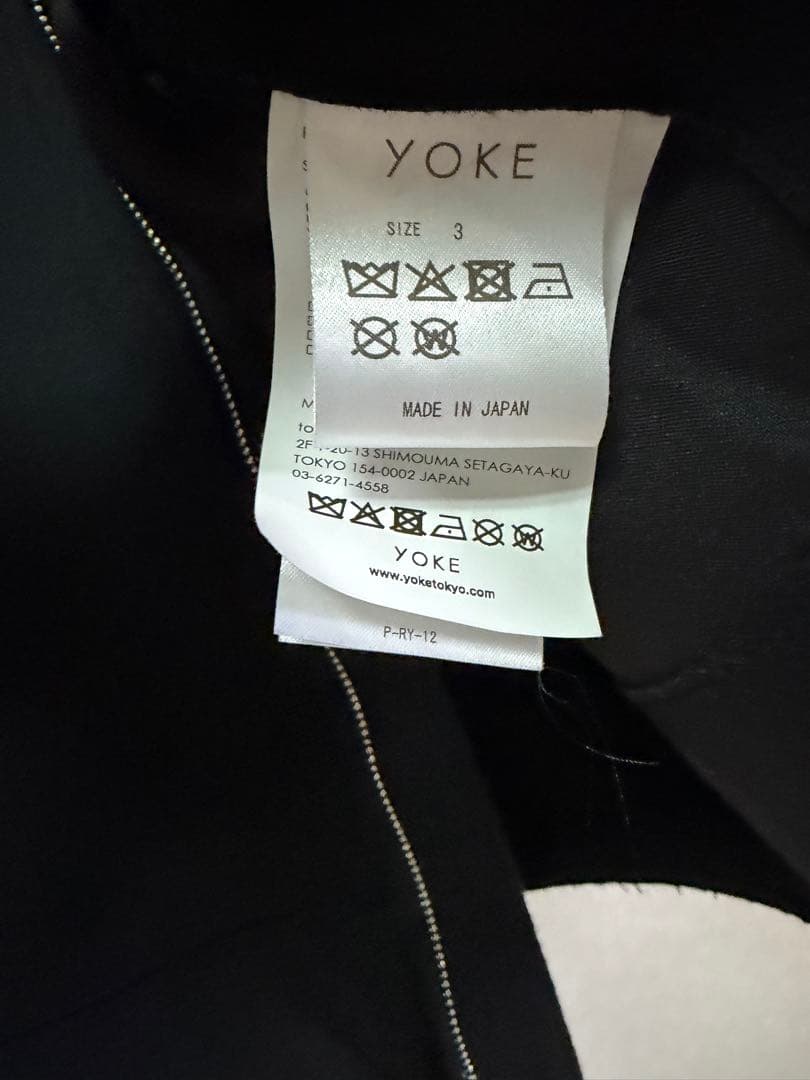 YOKE
SIZE 3
MADE IN JAPAN
2F 20-13 SHIMOUMA SETAGAYA-KU
TOKYO 154-0002 JAPAN
03-6271-4558
YOKE
www.yoketokyo.com
P-RY-12